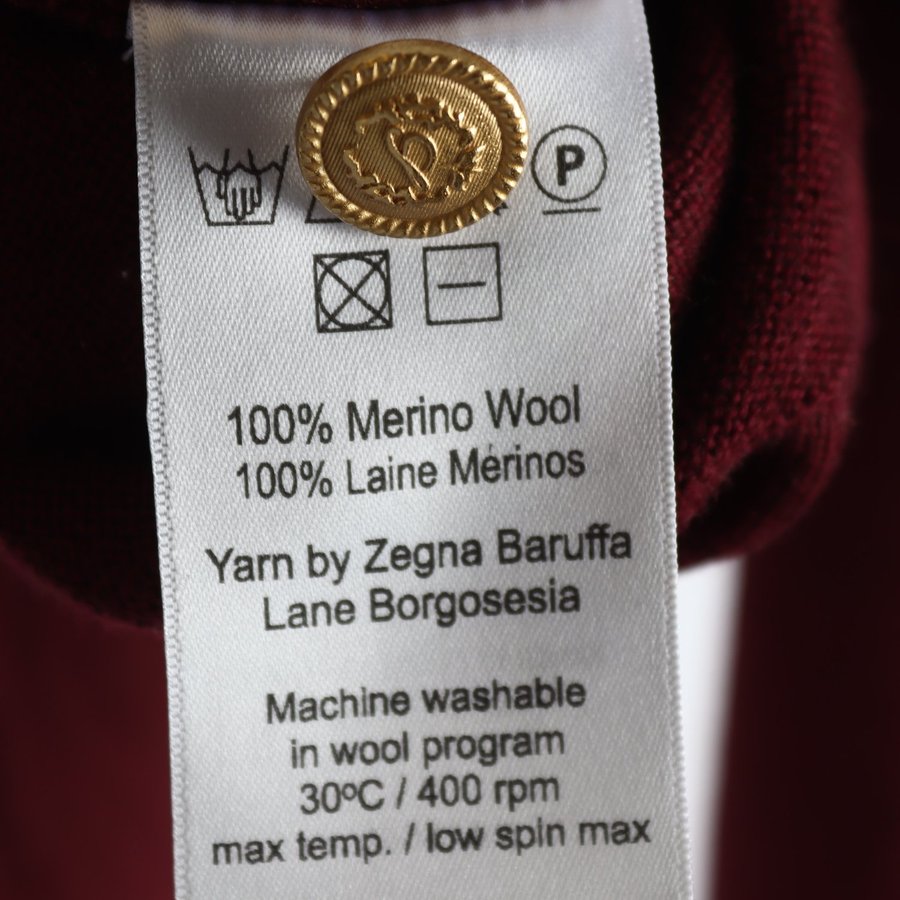 P
100% Merino Wool
100% Laine Mérinos
Yarn by Zegna Baruffa
Lane Borgosesia
Machine washable
in wool program
30ºC / 400 rpm
max temp. / low spin max